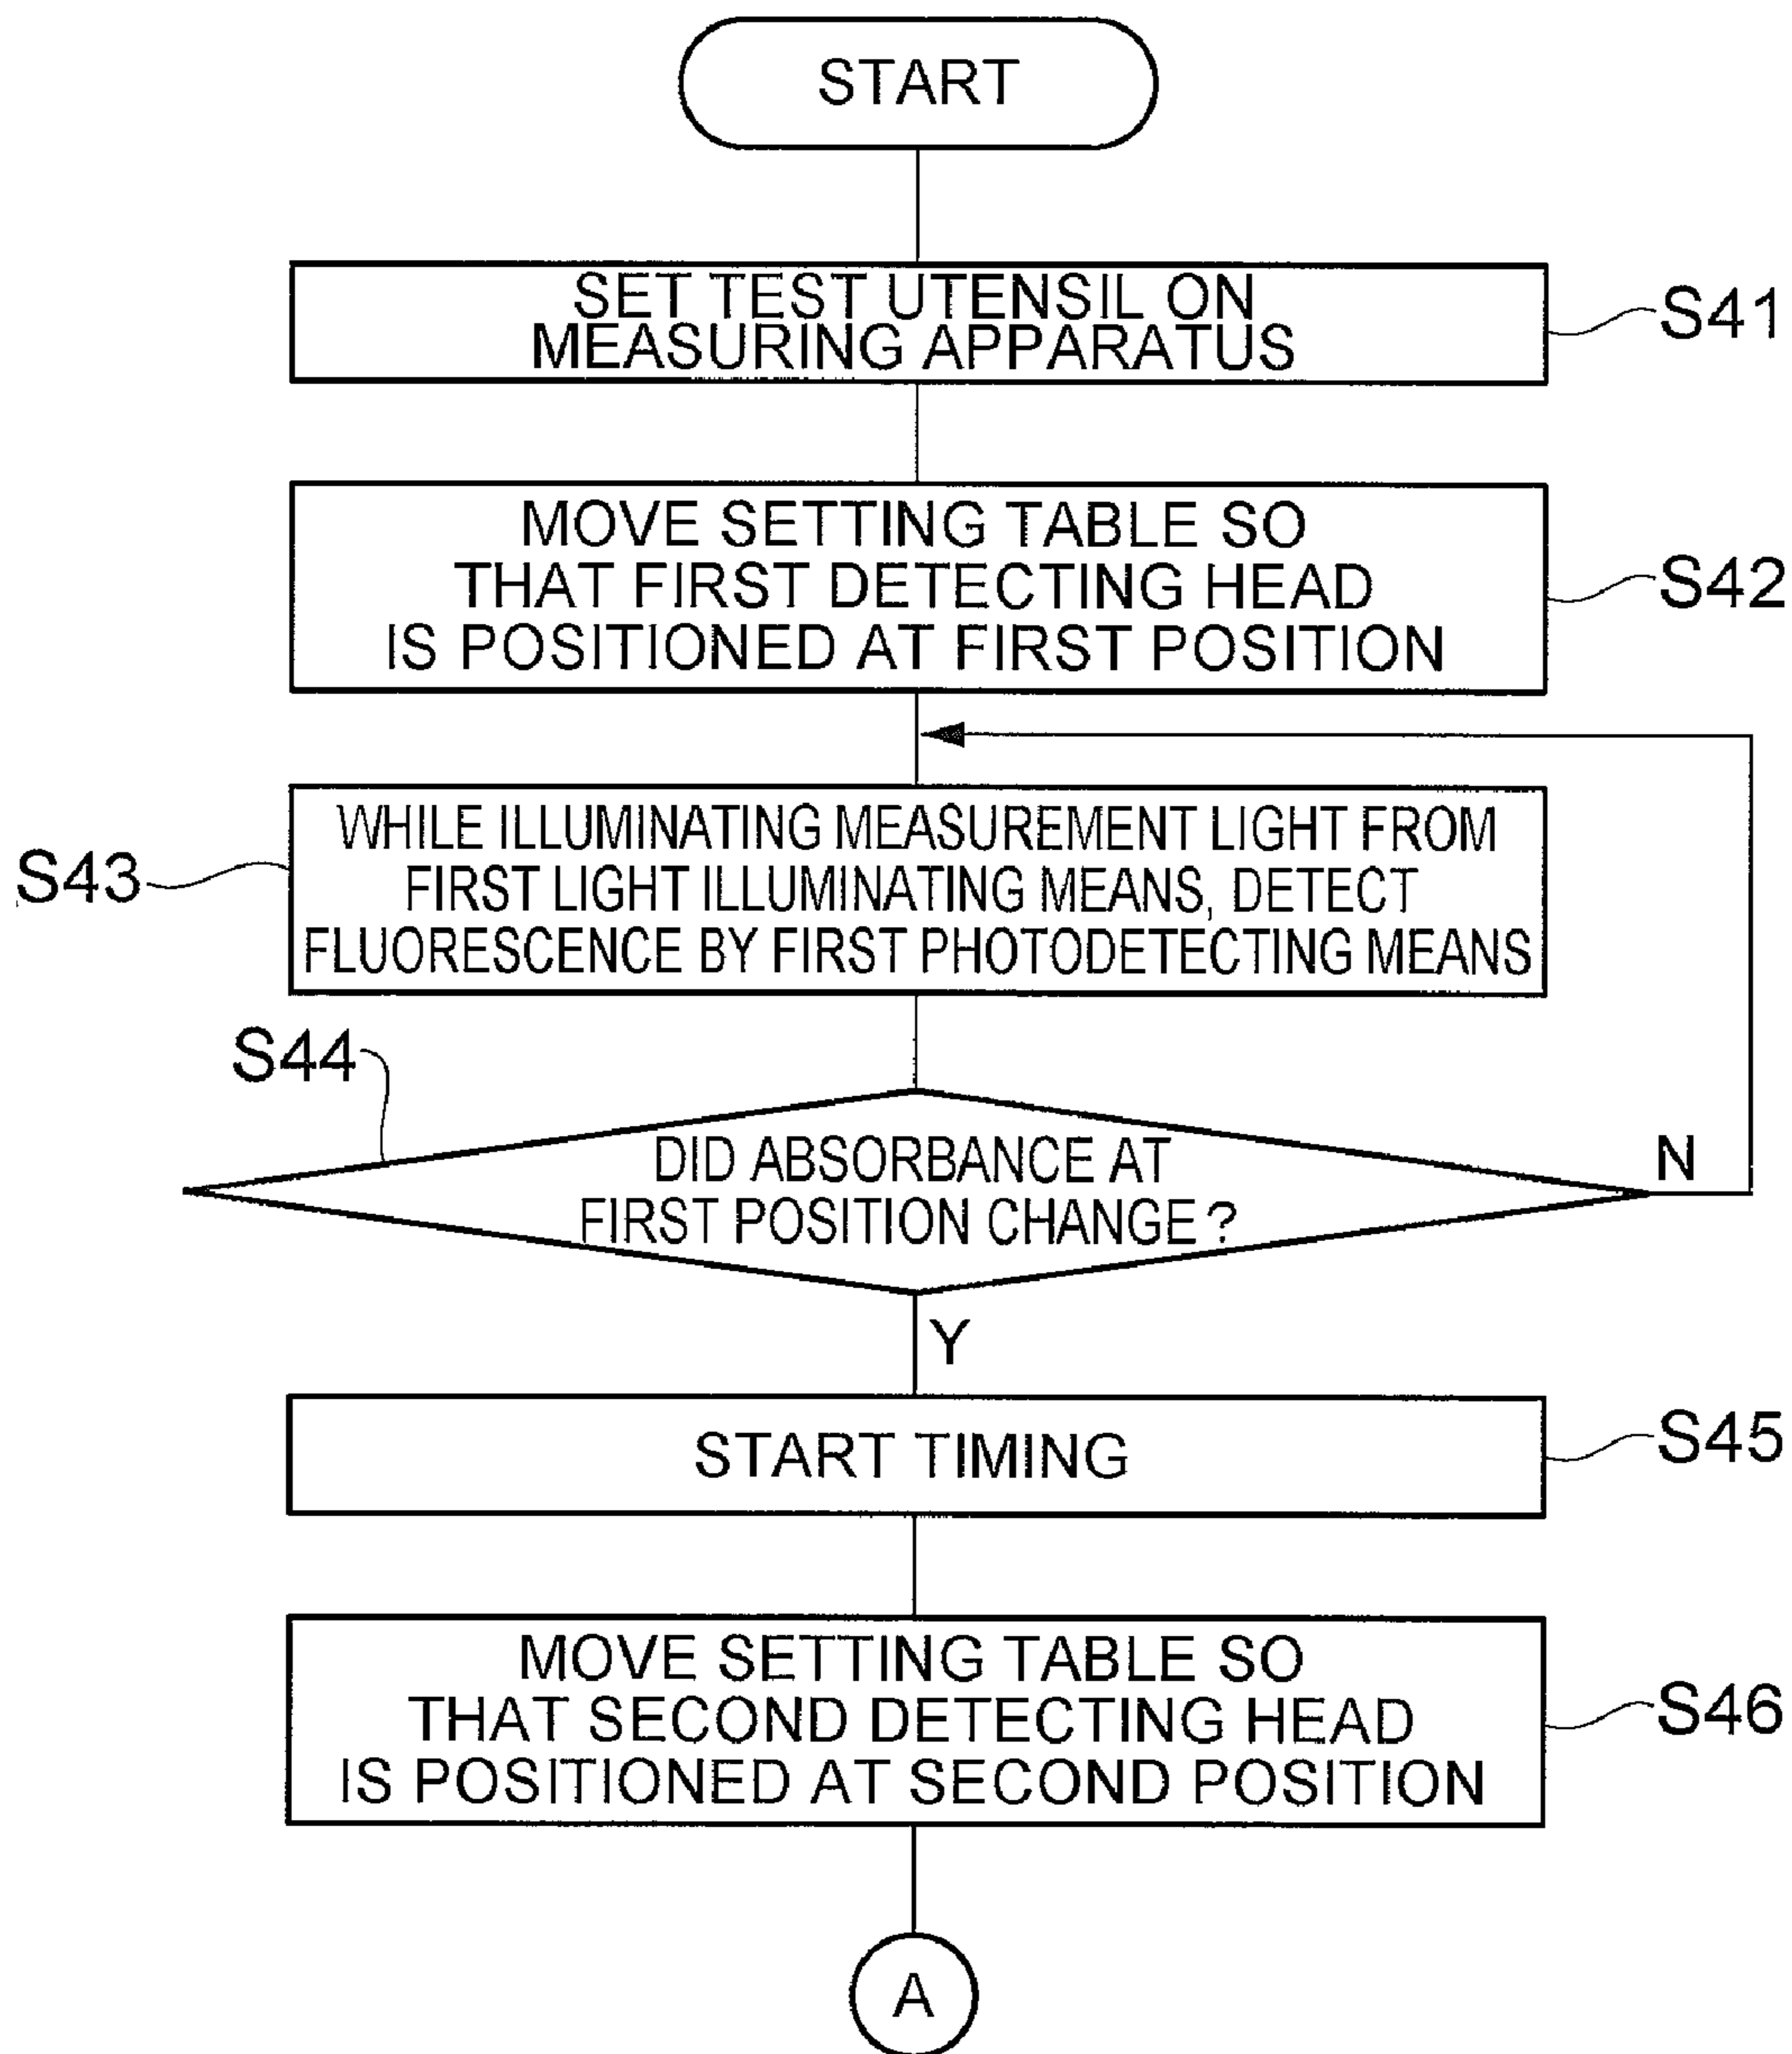 START
SET TEST UTENSIL ON
MEASURING APPARATUS
S41
MOVE SETTING TABLE SO
THAT FIRST DETECTING HEAD
IS POSITIONED AT FIRST POSITION
S42
WHILE ILLUMINATING MEASUREMENT LIGHT FROM
FIRST LIGHT ILLUMINATING MEANS, DETECT
FLUORESCENCE BY FIRST PHOTODETECTING MEANS
S43
S44
DID ABSORBANCE AT
FIRST POSITION CHANGE?
N
Y
START TIMING
S45
MOVE SETTING TABLE SO
THAT SECOND DETECTING HEAD
IS POSITIONED AT SECOND POSITION
S46
A